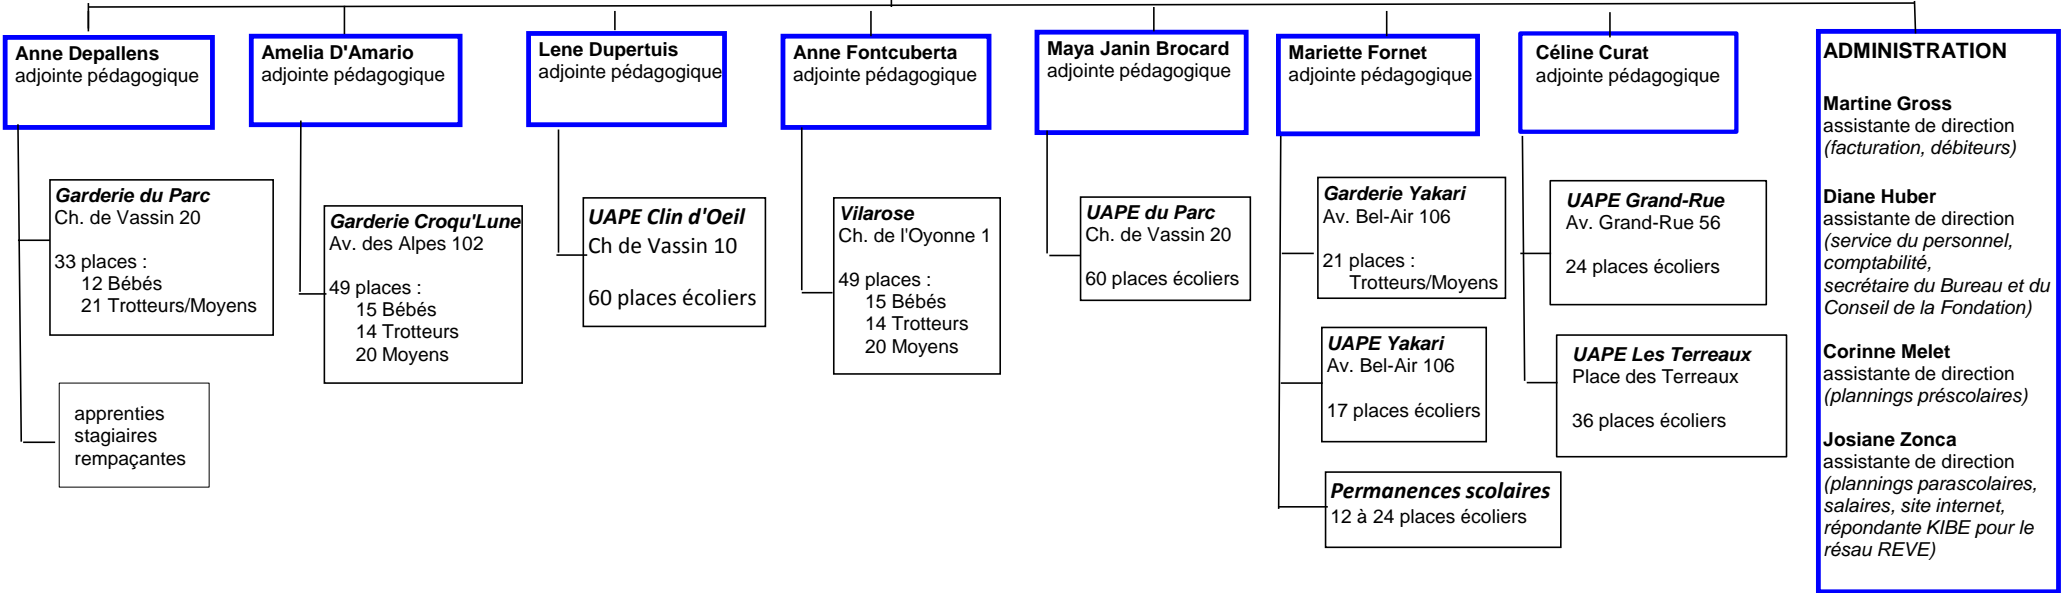 Anne Depallens
adjointe pédagogique
Garderie du Parc
Ch. de Vassin 20
33 places :
12 Bébés
21 Trotteurs/Moyens
apprenties
stagiaires
rempaçantes
Amelia D'Amario
adjointe pédagogique
Garderie Croqu'Lune
Av. des Alpes 102
49 places :
15 Bébés
14 Trotteurs
20 Moyens
Lene Dupertuis
adjointe pédagogique
UAPE Clin d'Oeil
Ch de Vassin 10
60 places écoliers
Anne Fontcuberta
adjointe pédagogique
Vilarose
Ch. de l'Oyonne 1
49 places :
15 Bébés
14 Trotteurs
20 Moyens
Maya Janin Brocard
adjointe pédagogique
UAPE du Parc
Ch. de Vassin 20
60 places écoliers
Mariette Fornet
adjointe pédagogique
Garderie Yakari
Av. Bel-Air 106
21 places :
Trotteurs/Moyens
UAPE Yakari
Av. Bel-Air 106
17 places écoliers
Permanences scolaires
12 à 24 places écoliers
Céline Curat
adjointe pédagogique
UAPE Grand-Rue
Av. Grand-Rue 56
24 places écoliers
UAPE Les Terreaux
Place des Terreaux
36 places écoliers
ADMINISTRATION
Martine Gross
assistante de direction
(facturation, débiteurs)
Diane Huber
assistante de direction
(service du personnel,
comptabilité,
secrétaire du Bureau et du
Conseil de la Fondation)
Corinne Melet
assistante de direction
(plannings préscolaires)
Josiane Zonca
assistante de direction
(plannings parascolaires,
salaires, site internet,
répondante KIBE pour le
résau REVE)